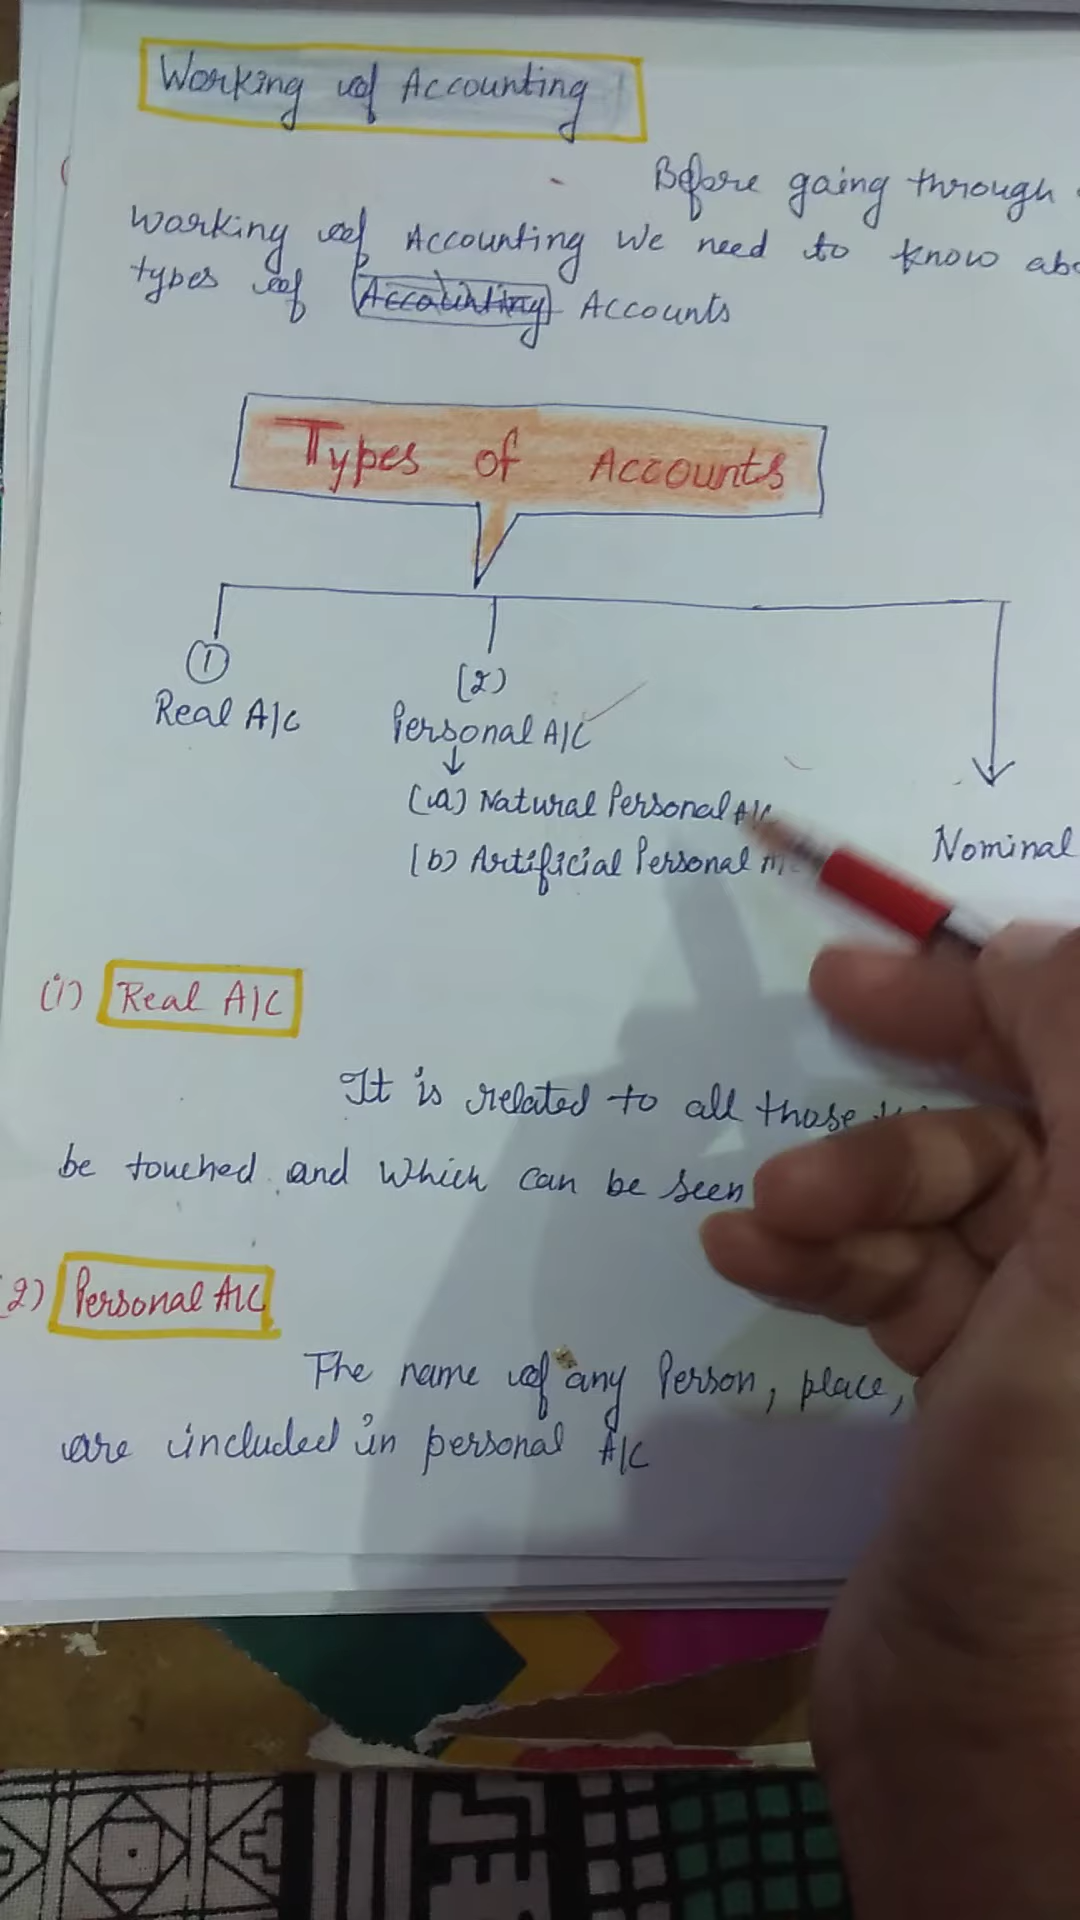 Working of Accounting
Before going through
working of Accounting We need to know
types of Accounting Accounts
Types of Accounts
1
Real A/C
(2)
Personal A/C
(a) Natural Personal A/C
(b) Artificial Personal
Nominal
(1) Real A/C
It is related to all those
be touched and which can be seen
2) Personal A/C
The name of any Person, place,
are included in personal A/C